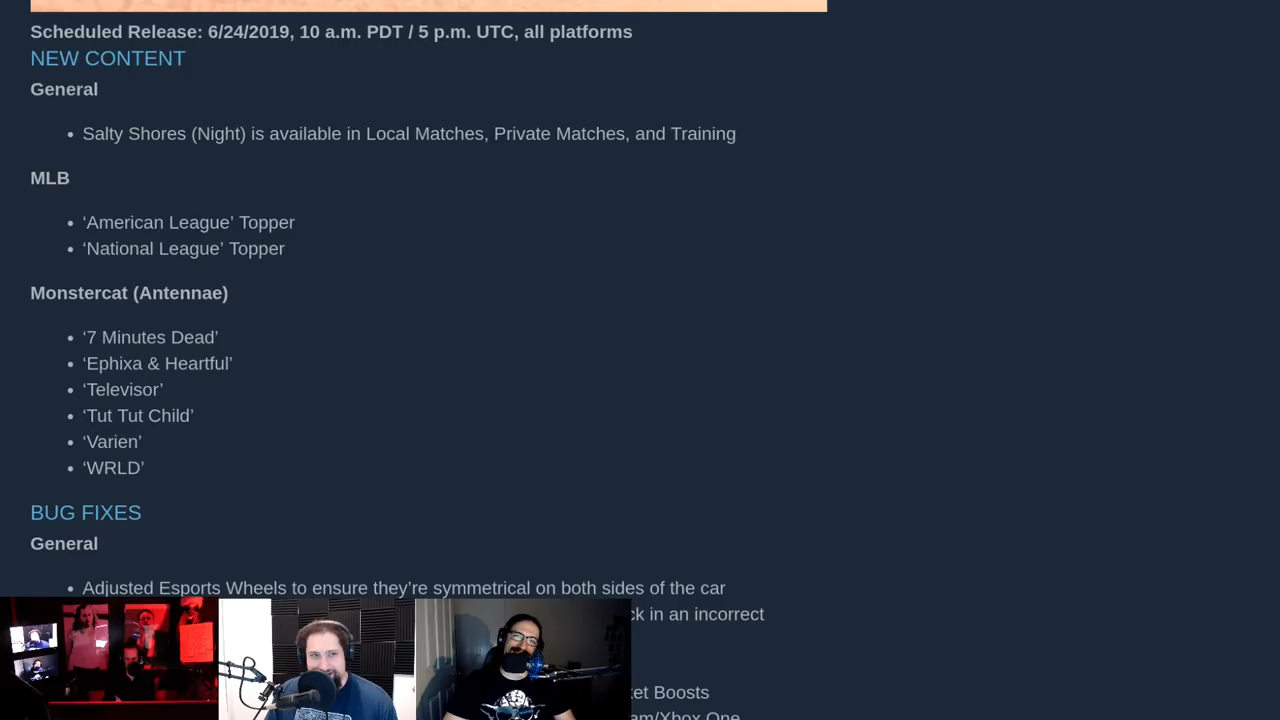 Scheduled Release: 6/24/2019, 10 a.m. PDT / 5 p.m. UTC, all platforms
NEW CONTENT
General
• Salty Shores (Night) is available in Local Matches, Private Matches, and Training
MLB
• ‘American League’ Topper
• ‘National League’ Topper
Monstercat (Antennae)
• ‘7 Minutes Dead’
• ‘Ephixa & Heartful’
• ‘Televisor’
• ‘Tut Tut Child’
• ‘Varien’
• ‘WRLD’
BUG FIXES
General
• Adjusted Esports Wheels to ensure they’re symmetrical on both sides of the car
in an incorrect
Boosts
One